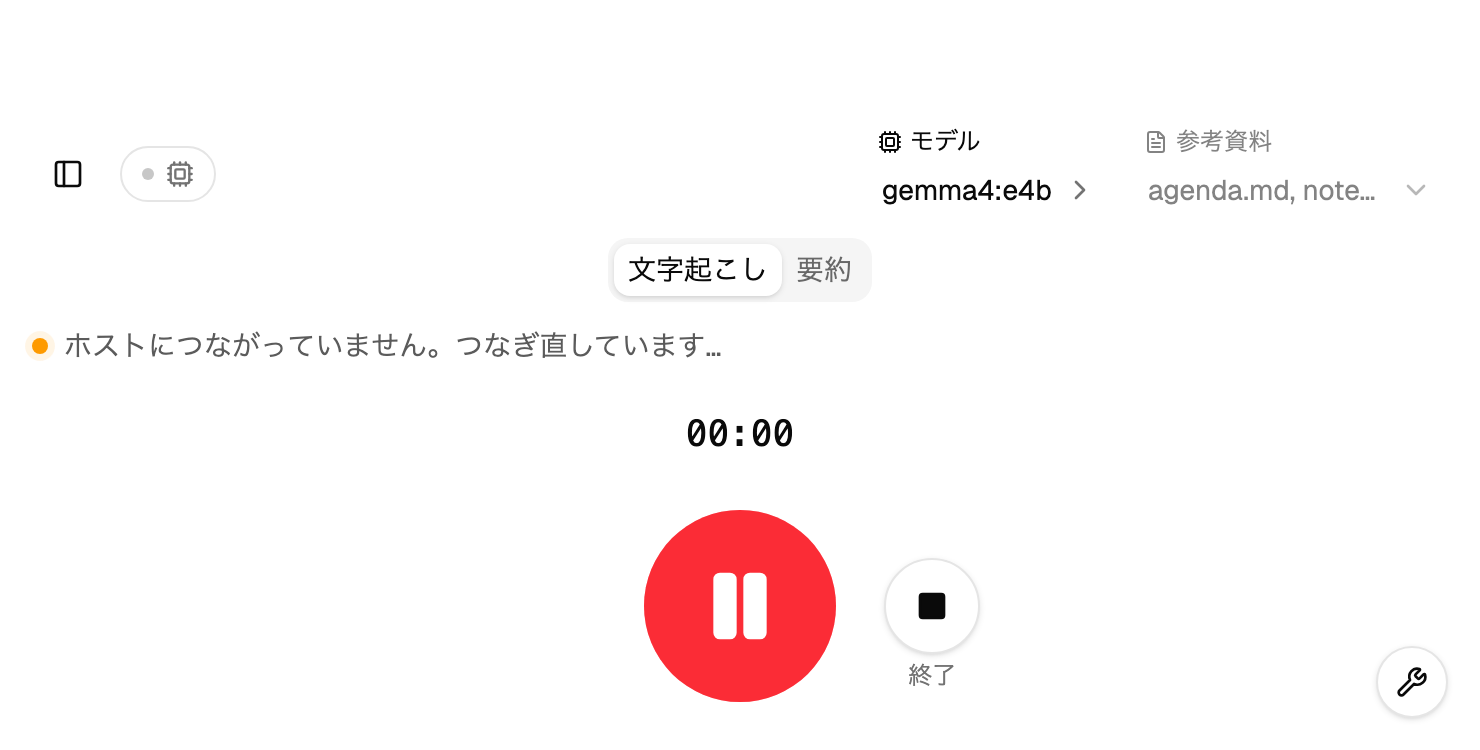 モデル
参考資料
gemma4:e4b
agenda.md, note...
文字起こし
要約
ホストにつながっていません。つなぎ直しています...
00:00
終了